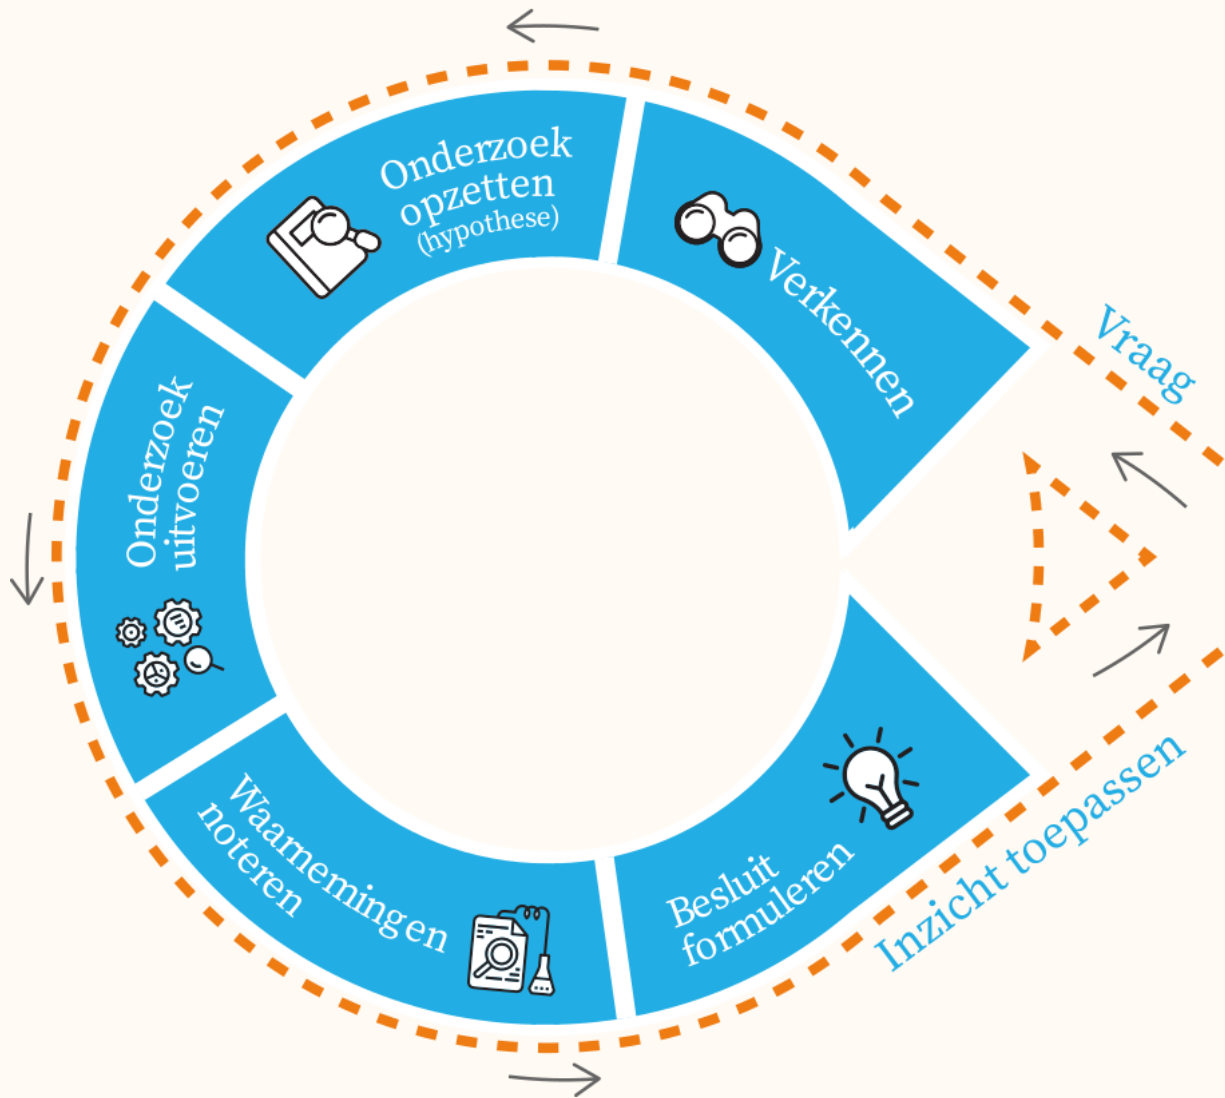 Vraag
Verkennen
Onderzoek
opzetten
(hypothese)
Onderzoek
uitvoeren
Waarnemingen
noteren
Besluit
formuleren
Inzicht toepassen